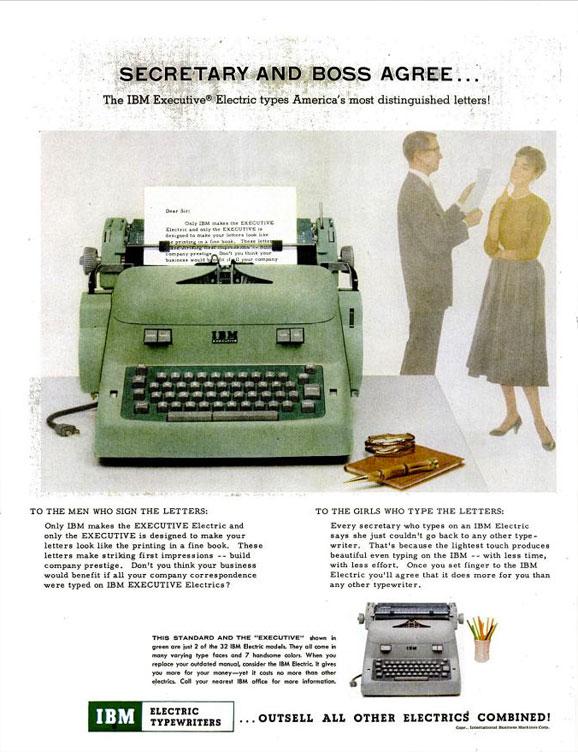 SECRETARY AND BOSS AGREE...
The IBM Executive® Electric types America's most distinguished letters!
Dear Sir:
Only IBM makes the EXECUTIVE
Electric and only the EXECUTIVE is
designed to make your letters look like
printing in a fine book. These letters
striking first impressions -- build
company prestige. Don't you think your
business would benefit if all your company
IBM
EXECUTIVE
TO THE MEN WHO SIGN THE LETTERS:
Only IBM makes the EXECUTIVE Electric and
only the EXECUTIVE is designed to make your
letters look like the printing in a fine book. These
letters make striking first impressions -- build
company prestige. Don't you think your business
would benefit if all your company correspondence
were typed on IBM EXECUTIVE Electrics?
TO THE GIRLS WHO TYPE THE LETTERS:
Every secretary who types on an IBM Electric
says she just couldn't go back to any other type-
writer. That's because the lightest touch produces
beautiful even typing on the IBM -- with less time,
with less effort. Once you set finger to the IBM
Electric you'll agree that it does more for you than
any other typewriter.
THIS STANDARD AND THE "EXECUTIVE" shown in
green are just 2 of the 32 IBM Electric models. They all come in
many varying type faces and 7 handsome colors. When you
replace your outdated manual, consider the IBM Electric. It gives
you more for your money—yet it costs no more than other
electrics. Call your nearest IBM office for more information.
IBM
ELECTRIC
TYPEWRITERS
...OUTSELL ALL OTHER ELECTRICS COMBINED!
Copr., International Business Machines Corp.